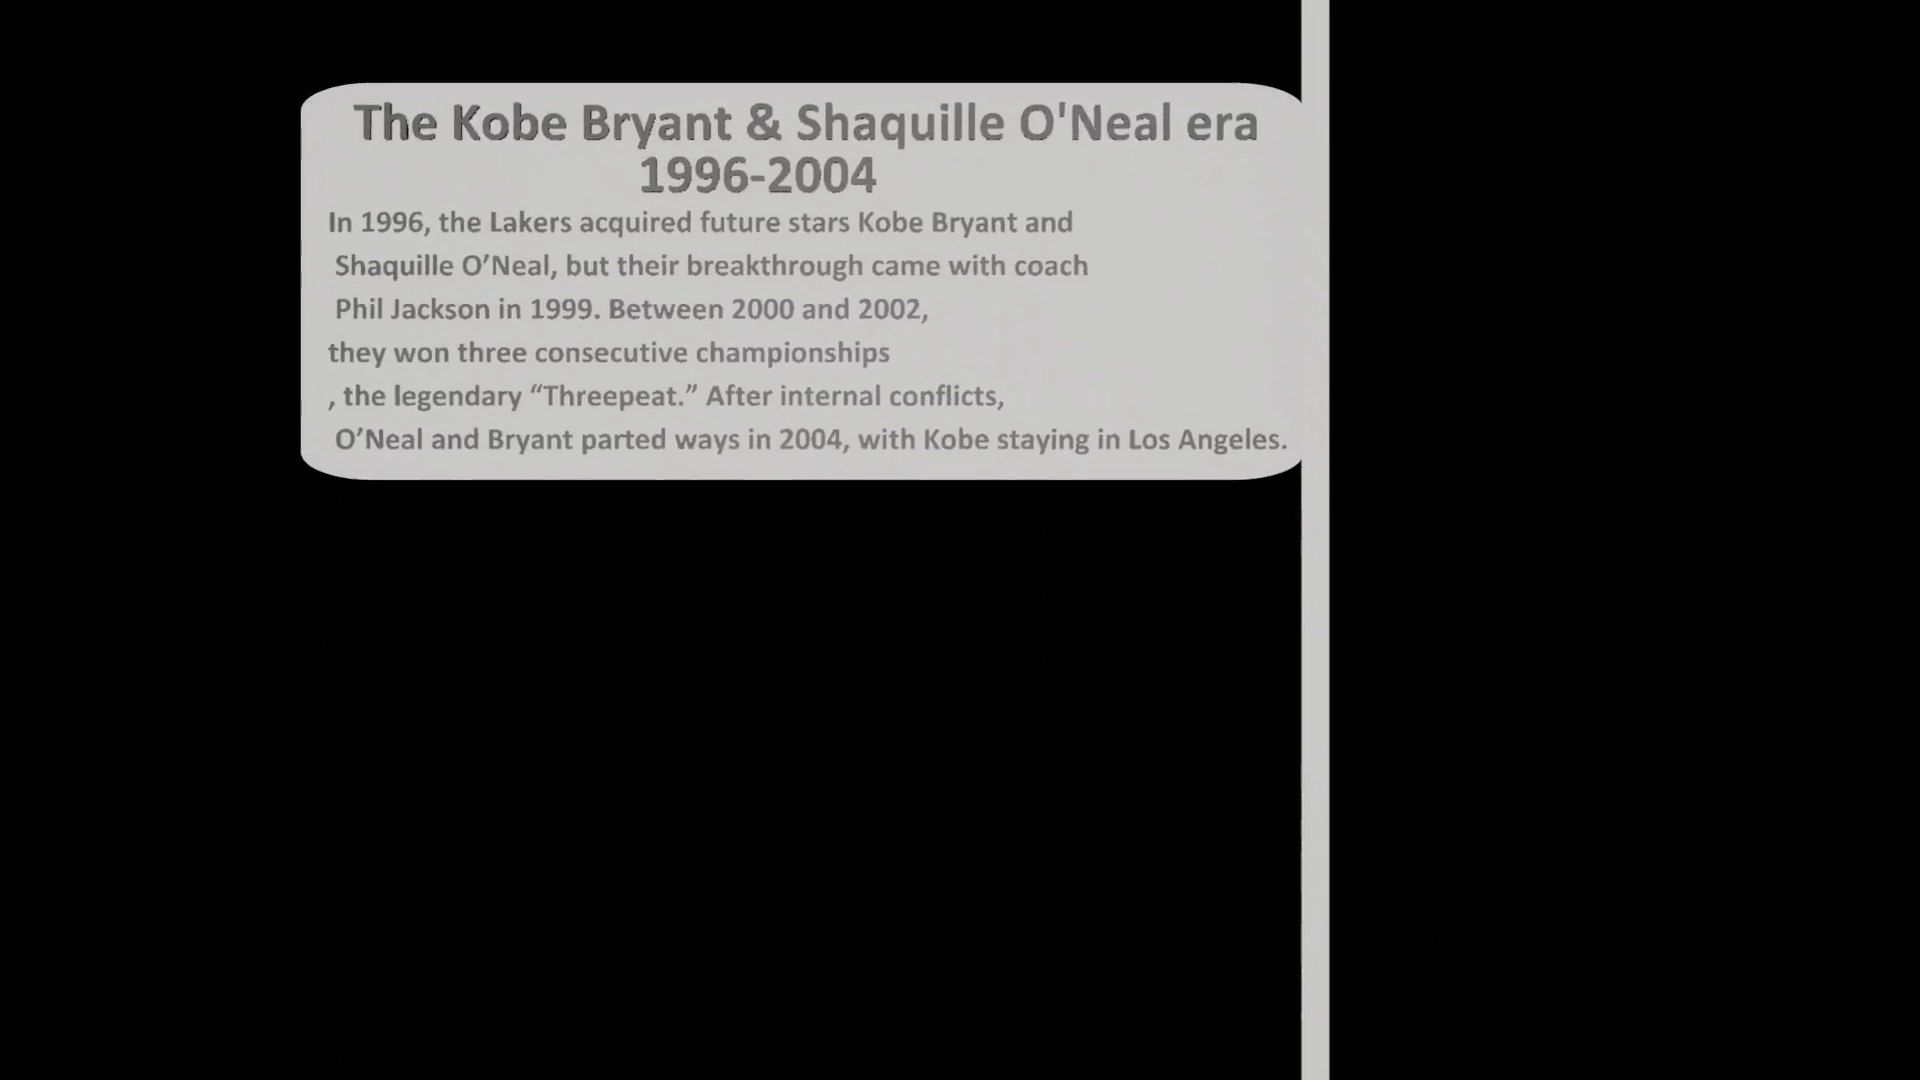 The Kobe Bryant & Shaquille O'Neal era
1996-2004
In 1996, the Lakers acquired future stars Kobe Bryant and
Shaquille O’Neal, but their breakthrough came with coach
Phil Jackson in 1999. Between 2000 and 2002,
they won three consecutive championships
, the legendary “Threepeat.” After internal conflicts,
O’Neal and Bryant parted ways in 2004, with Kobe staying in Los Angeles.